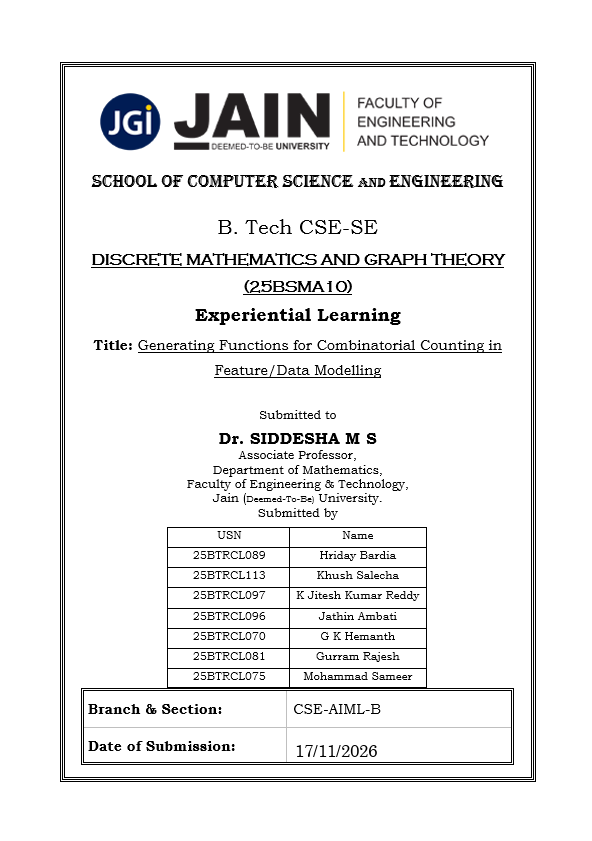 JGi JAIN DEEMED-TO-BE UNIVERSITY
FACULTY OF
ENGINEERING
AND TECHNOLOGY
SCHOOL OF COMPUTER SCIENCE AND ENGINEERING
B. Tech CSE-SE
DISCRETE MATHEMATICS AND GRAPH THEORY
(25BSMA10)
Experiential Learning
Title: Generating Functions for Combinatorial Counting in
Feature/Data Modelling
Submitted to
Dr. SIDDESHA M S
Associate Professor,
Department of Mathematics,
Faculty of Engineering & Technology,
Jain (Deemed-To-Be) University.
Submitted by
USN Name
25BTRCL089 Hriday Bardia
25BTRCL113 Khush Salecha
25BTRCL097 K Jitesh Kumar Reddy
25BTRCL096 Jathin Ambati
25BTRCL070 G K Hemanth
25BTRCL081 Gurram Rajesh
25BTRCL075 Mohammad Sameer
Branch & Section: CSE-AIML-B
Date of Submission: 17/11/2026